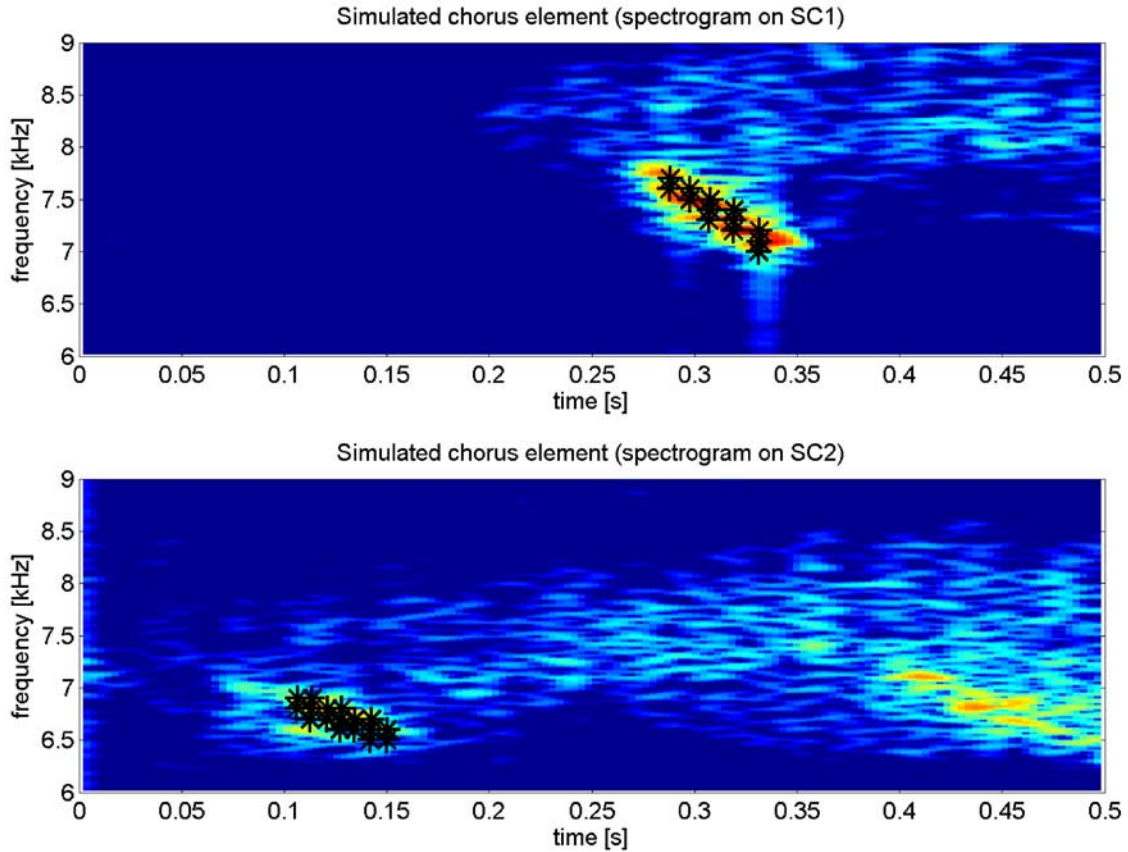 Simulated chorus element (spectrogram on SC1)
9
8.5
8
7.5
7
6.5
6
frequency [kHz]
0 0.05 0.1 0.15 0.2 0.25 0.3 0.35 0.4 0.45 0.5
time [s]
Simulated chorus element (spectrogram on SC2)
9
8.5
8
7.5
7
6.5
6
frequency [kHz]
0 0.05 0.1 0.15 0.2 0.25 0.3 0.35 0.4 0.45 0.5
time [s]